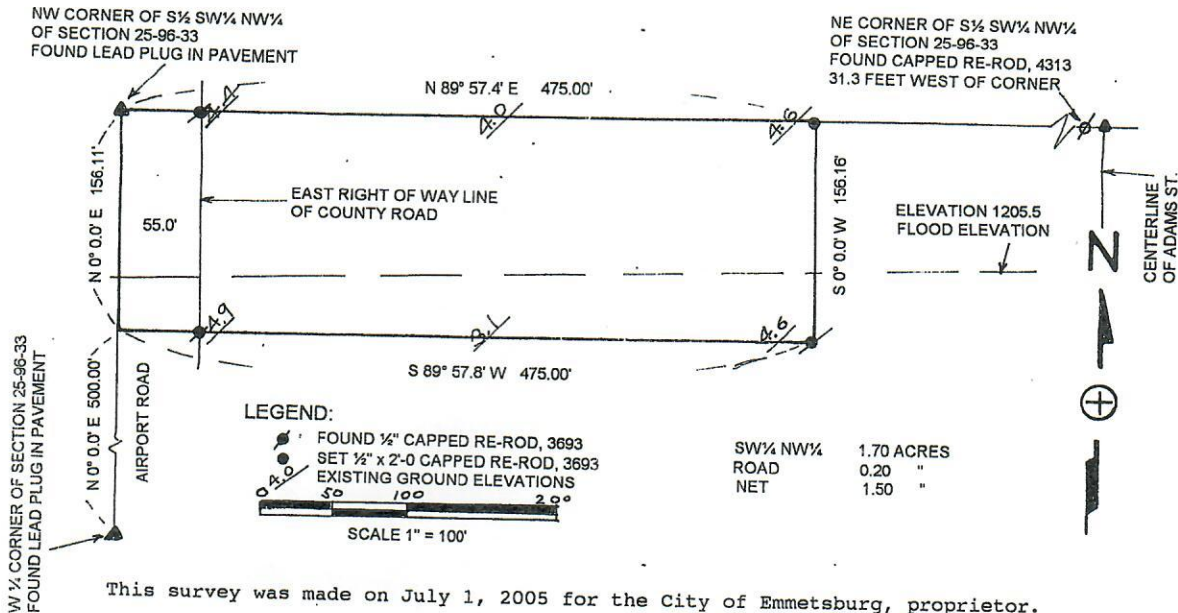 NW CORNER OF S½ SW¼ NW¼
OF SECTION 25-96-33
FOUND LEAD PLUG IN PAVEMENT
NE CORNER OF S½ SW¼ NW¼
OF SECTION 25-96-33
FOUND CAPPED RE-ROD, 4313
31.3 FEET WEST OF CORNER
N 89° 57.4' E 475.00'
4.0
4.6
N 0° 0.0' E 156.11'
55.0'
EAST RIGHT OF WAY LINE
OF COUNTY ROAD
S 0° 0.0' W 156.16'
ELEVATION 1205.5
FLOOD ELEVATION
CENTERLINE
OF ADAMS ST.
N
4.9
3.1
4.6
S 89° 57.8' W 475.00'
W ¼ CORNER OF SECTION 25-96-33
FOUND LEAD PLUG IN PAVEMENT
N 0° 0.0' E 500.00'
AIRPORT ROAD
LEGEND:
FOUND ½" CAPPED RE-ROD, 3693
SET ½" x 2'-0 CAPPED RE-ROD, 3693
4.0 EXISTING GROUND ELEVATIONS
0 50 100 200
SCALE 1" = 100'
SW¼ NW¼ 1.70 ACRES
ROAD 0.20 "
NET 1.50 "
This survey was made on July 1, 2005 for the City of Emmetsburg, proprietor.